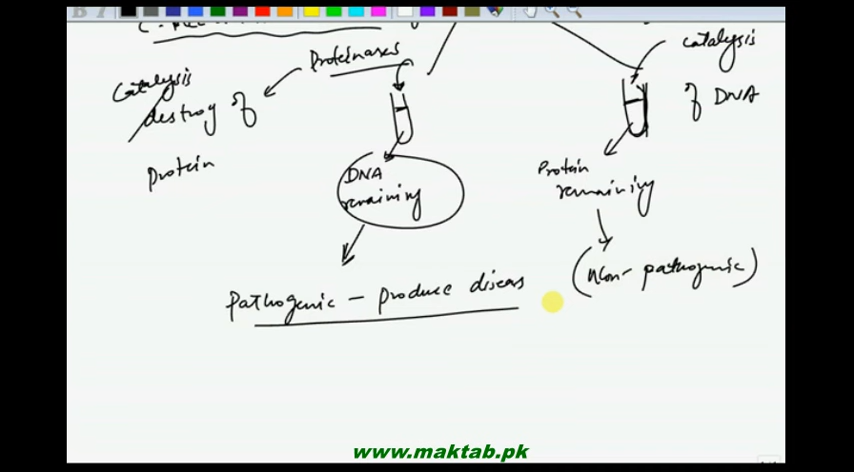 Proteinases
Catalysis
destroy of
protein
catalysis
of DNA
DNA
remaining
Protein
remaining
Pathogenic - produce diseas
(Non-pathogenic)
www.maktab.pk